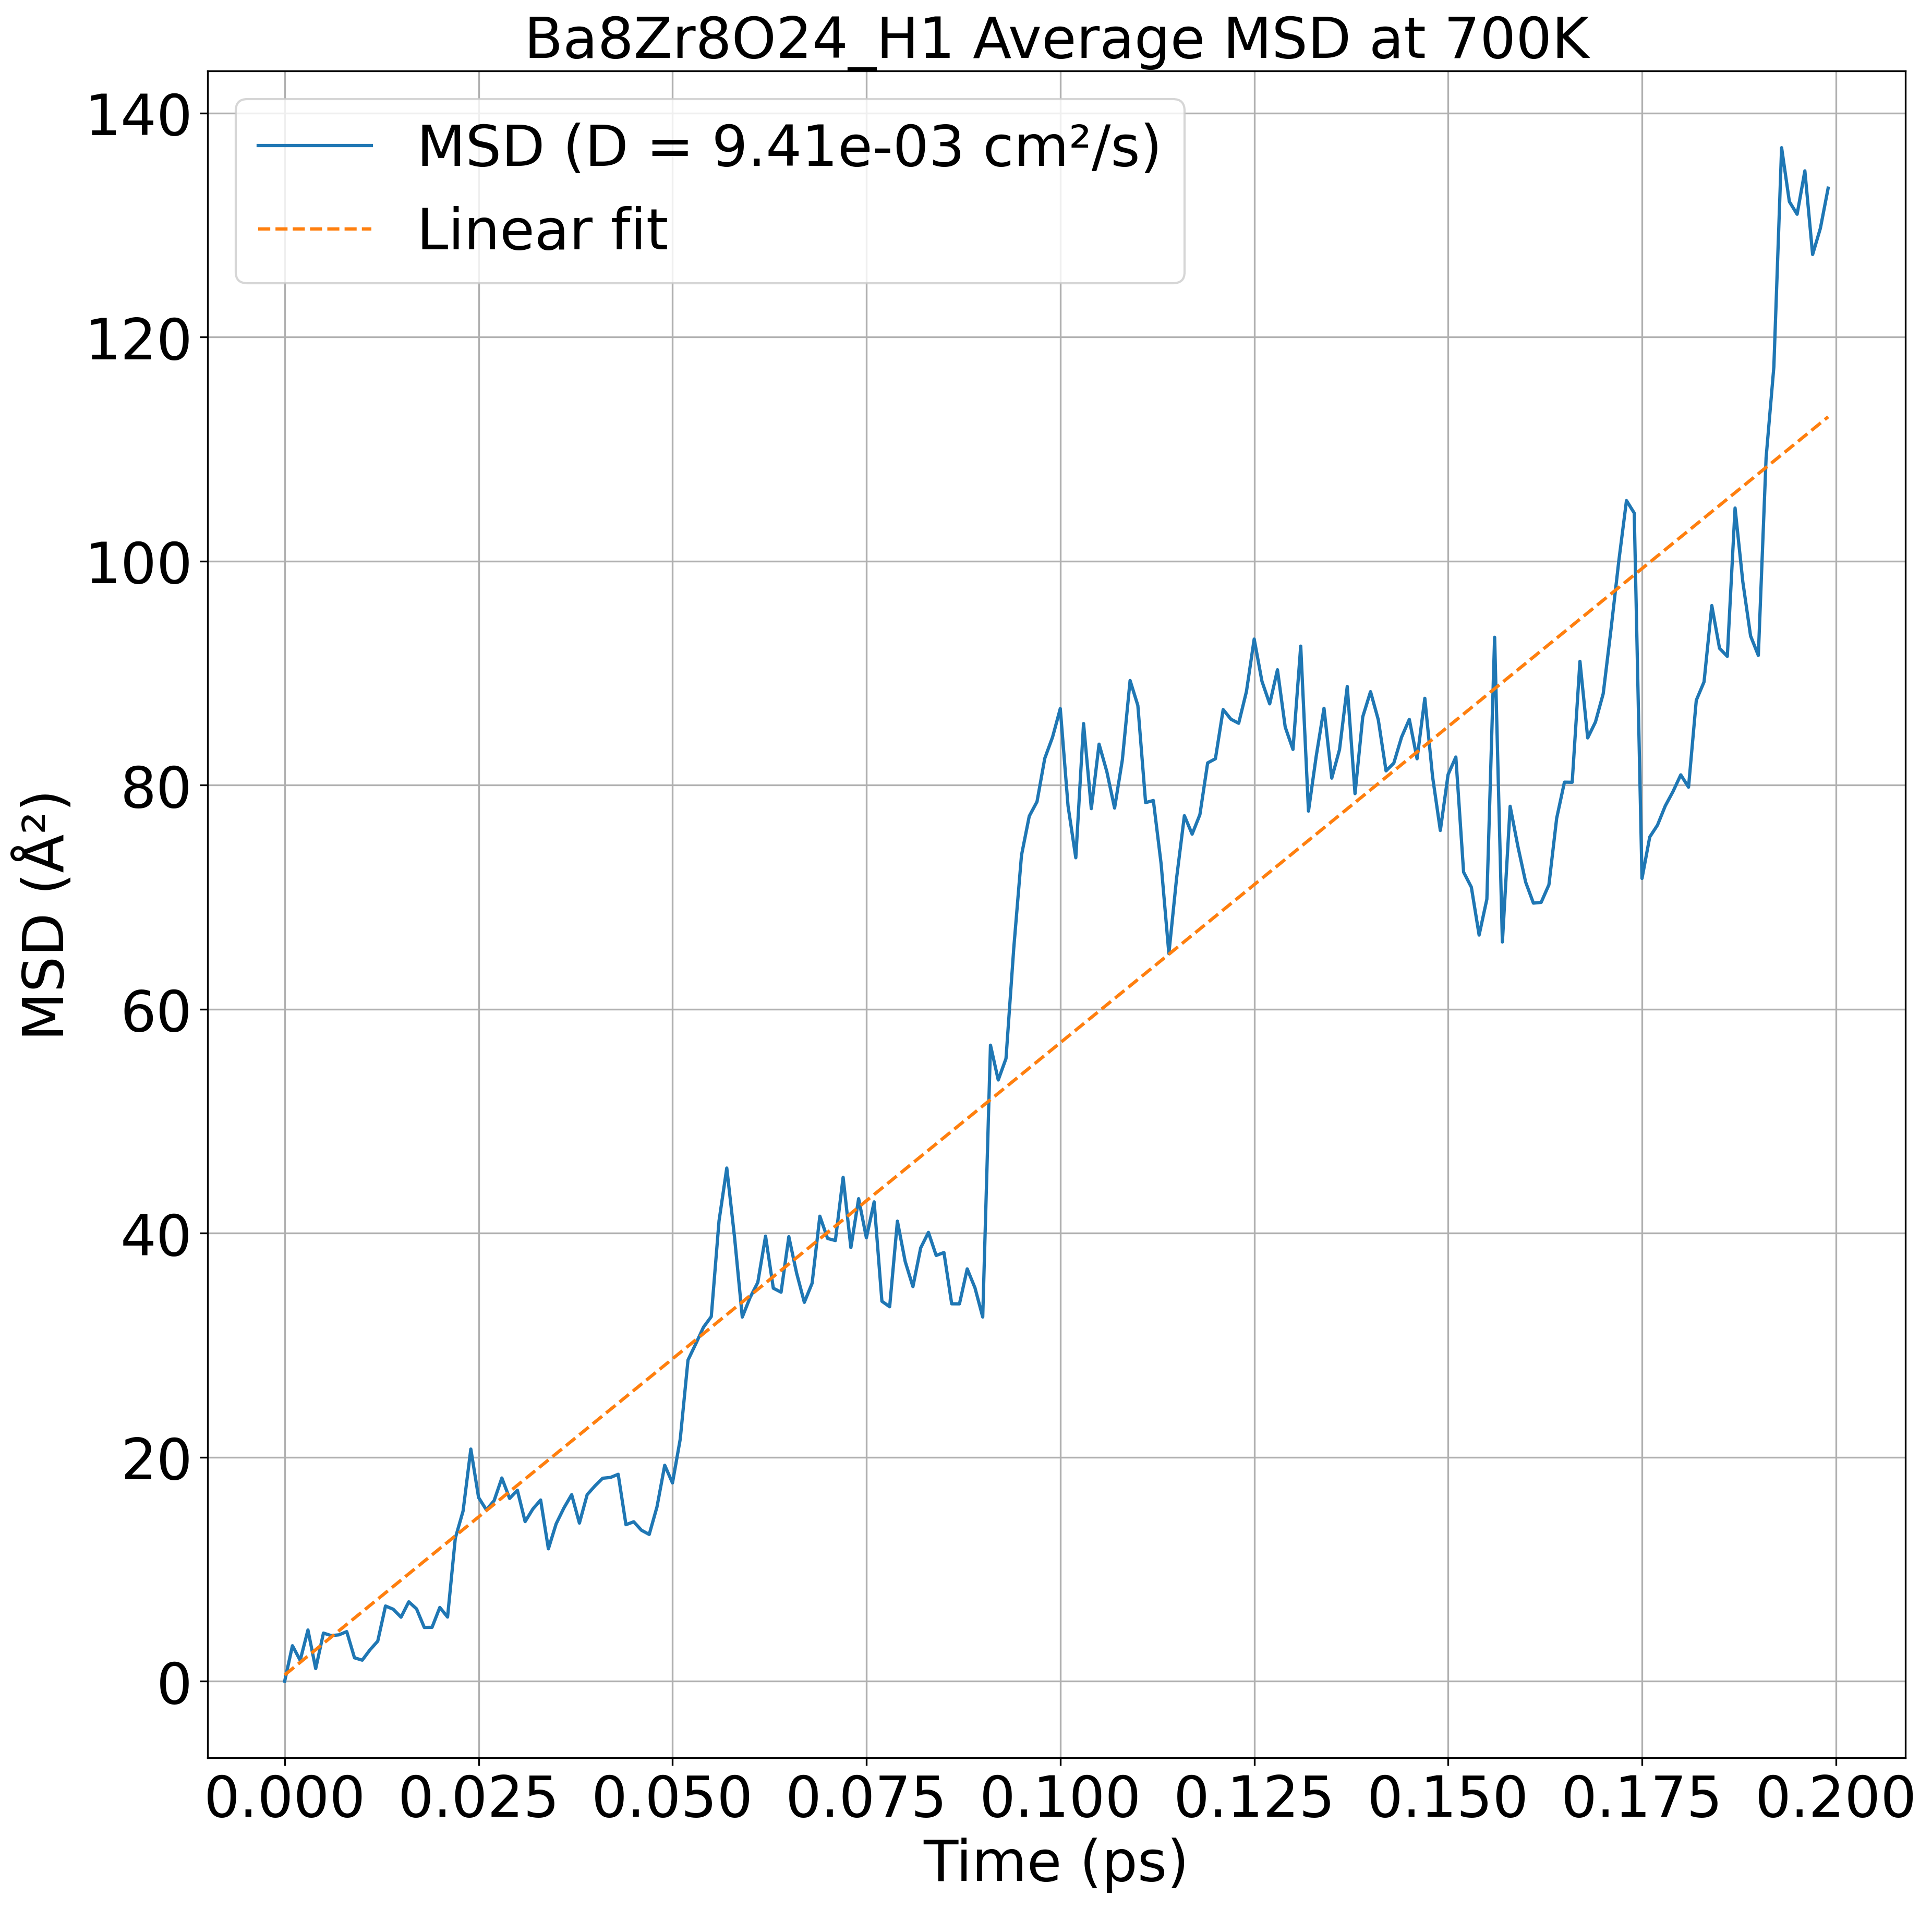 Ba8Zr8O24_H1 Average MSD at 700K
MSD (D = 9.41e-03 cm²/s)
Linear fit
140
120
100
80
60
40
20
0
MSD (Å²)
0.000 0.025 0.050 0.075 0.100 0.125 0.150 0.175 0.200
Time (ps)